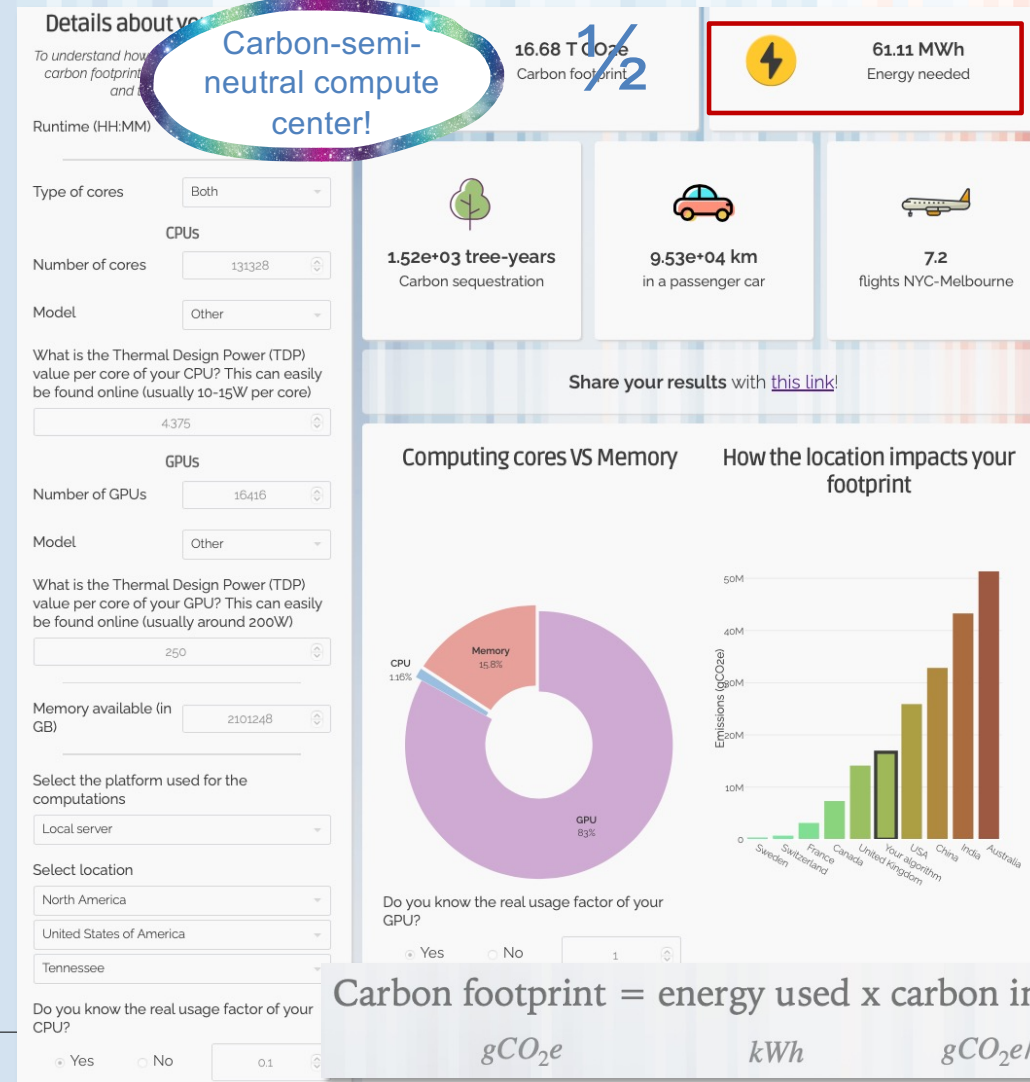 Details about
To understand how
carbon footprint
and
Carbon-semi-
neutral compute
center!
Runtime (HH:MM)
Type of cores
Both
CPUs
Number of cores
131328
Model
Other
What is the Thermal Design Power (TDP)
value per core of your CPU? This can easily
be found online (usually 10-15W per core)
4.375
GPUs
Number of GPUs
16416
Model
Other
What is the Thermal Design Power (TDP)
value per core of your GPU? This can easily
be found online (usually around 200W)
250
Memory available (in
GB)
2101248
Select the platform used for the
computations
Local server
Select location
North America
United States of America
Tennessee
Do you know the real usage factor of your
CPU?
Yes No 0.1
16.68 T CO2e
Carbon footprint
½
61.11 MWh
Energy needed
1.52e+03 tree-years
Carbon sequestration
9.53e+04 km
in a passenger car
7.2
flights NYC-Melbourne
Share your results with this link!
Computing cores VS Memory
Memory
15.8%
CPU
1.16%
GPU
83%
Do you know the real usage factor of your
GPU?
Yes No 1
How the location impacts your
footprint
Emissions (gCO2e)
50M
40M
30M
20M
10M
0
Sweden
Switzerland
France
Canada
United Kingdom
Your algorithm
USA
China
India
Australia
Carbon footprint = energy used x carbon
gCO₂e kWh gCO₂e/